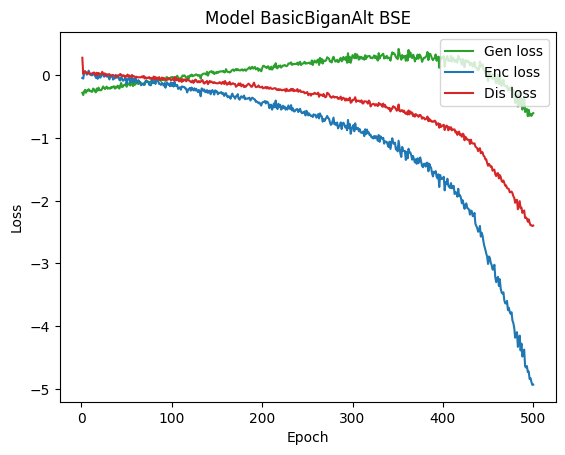 Model BasicBiganAlt BSE
Gen loss
Enc loss
Dis loss
Loss
0
−1
−2
−3
−4
−5
0 100 200 300 400 500
Epoch